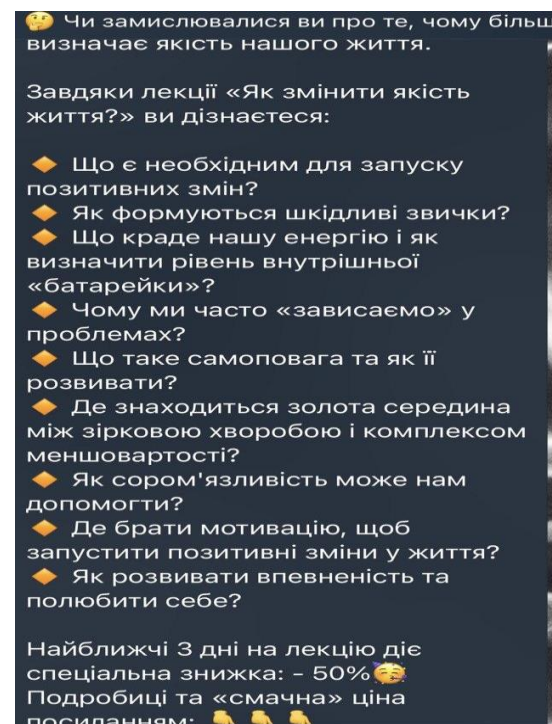 🤔 Чи замислювалися ви про те, чому більш
визначає якість нашого життя.
Завдяки лекції «Як змінити якість
життя?» ви дізнаєтеся:
🔸 Що є необхідним для запуску
позитивних змін?
🔸 Як формуються шкідливі звички?
🔸 Що краде нашу енергію і як
визначити рівень внутрішньої
«батарейки»?
🔸 Чому ми часто «зависаємо» у
проблемах?
🔸 Що таке самоповага та як її
розвивати?
🔸 Де знаходиться золота середина
між зірковою хворобою і комплексом
меншовартості?
🔸 Як сором'язливість може нам
допомогти?
🔸 Де брати мотивацію, щоб
запустити позитивні зміни у життя?
🔸 Як розвивати впевненість та
полюбити себе?
Найближчі 3 дні на лекцію діє
спеціальна знижка: - 50%🥳
Подробиці та «смачна» ціна
посиланням: 👇👇👇